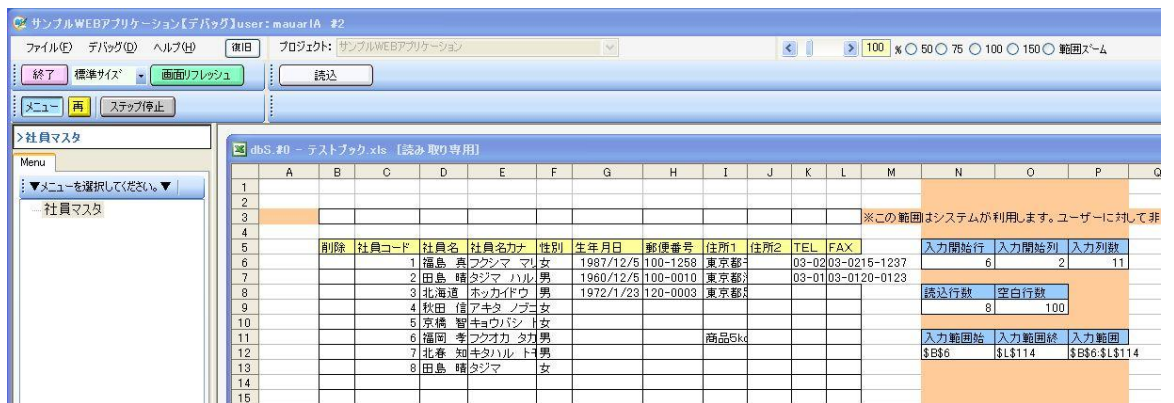 サンプルWEBアプリケーション【デバッグ】user: mauarIA #2
ファイル(F) デバッグ(D) ヘルプ(H) 復旧 プロジェクト: サンプルWEBアプリケーション 100 % 50 75 100 150 範囲ズーム
終了 標準サイズ 画面リフレッシュ 読込
メニュー 再 ステップ停止
>社員マスタ
Menu
▼メニューを選択してください。▼
社員マスタ
dbS.#0 - テストブック.xls [読み取り専用]
A B C D E F G H I J K L M N O P Q
1
2
3 ※この範囲はシステムが利用します。ユーザーに対して非
4
5 削除 社員コード 社員名 社員名カナ 性別 生年月日 郵便番号 住所1 住所2 TEL FAX 入力開始行 入力開始列 入力列数
6 1 福島 真 フクシマ マリ 女 1987/12/5 100-1258 東京都 03-02 03-0215-1237 6 2 11
7 2 田島 晴 タジマ ハル 男 1960/12/5 100-0010 東京都 03-01 03-0120-0123
8 3 北海道 ホッカイドウ 男 1972/1/23 120-0003 東京都 読込行数 空白行数
9 4 秋田 信 アキタ ノブ 女 8 100
10 5 京橋 智 キョウバシ 女
11 6 福岡 孝 フクオカ タカ 男 商品5kg 入力範囲始 入力範囲終 入力範囲
12 7 北春 知 キタハル ト 男 $B$6 $L$114 $B$6:$L$114
13 8 田島 晴 タジマ 女
14
15